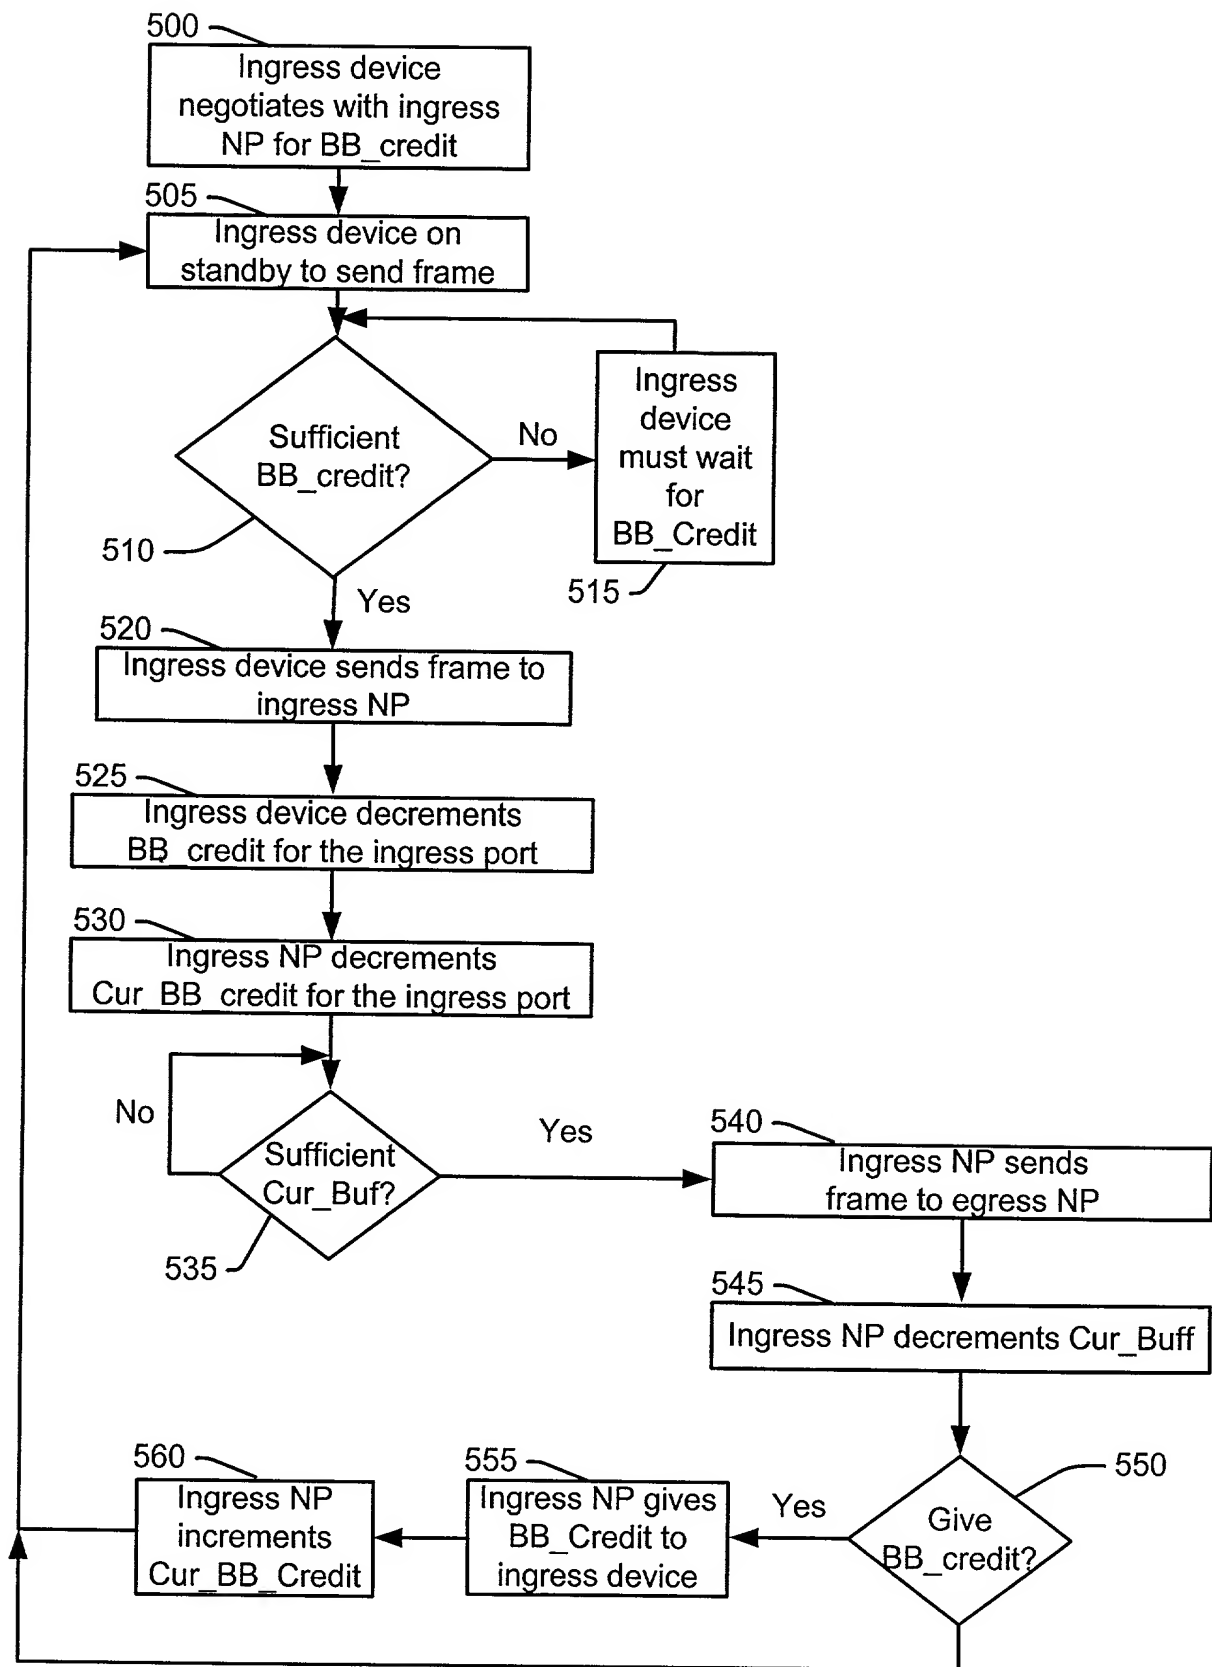 500
Ingress device
negotiates with ingress
NP for BB_credit
505
Ingress device on
standby to send frame
Sufficient
BB_credit?
510
No
Ingress
device
must wait
for
BB_Credit
515
Yes
520
Ingress device sends frame to
ingress NP
525
Ingress device decrements
BB_credit for the ingress port
530
Ingress NP decrements
Cur_BB_credit for the ingress port
No
Sufficient
Cur_Buf?
535
Yes
540
Ingress NP sends
frame to egress NP
545
Ingress NP decrements Cur_Buff
550
Give
BB_credit?
Yes
555
Ingress NP gives
BB_Credit to
ingress device
560
Ingress NP
increments
Cur_BB_Credit